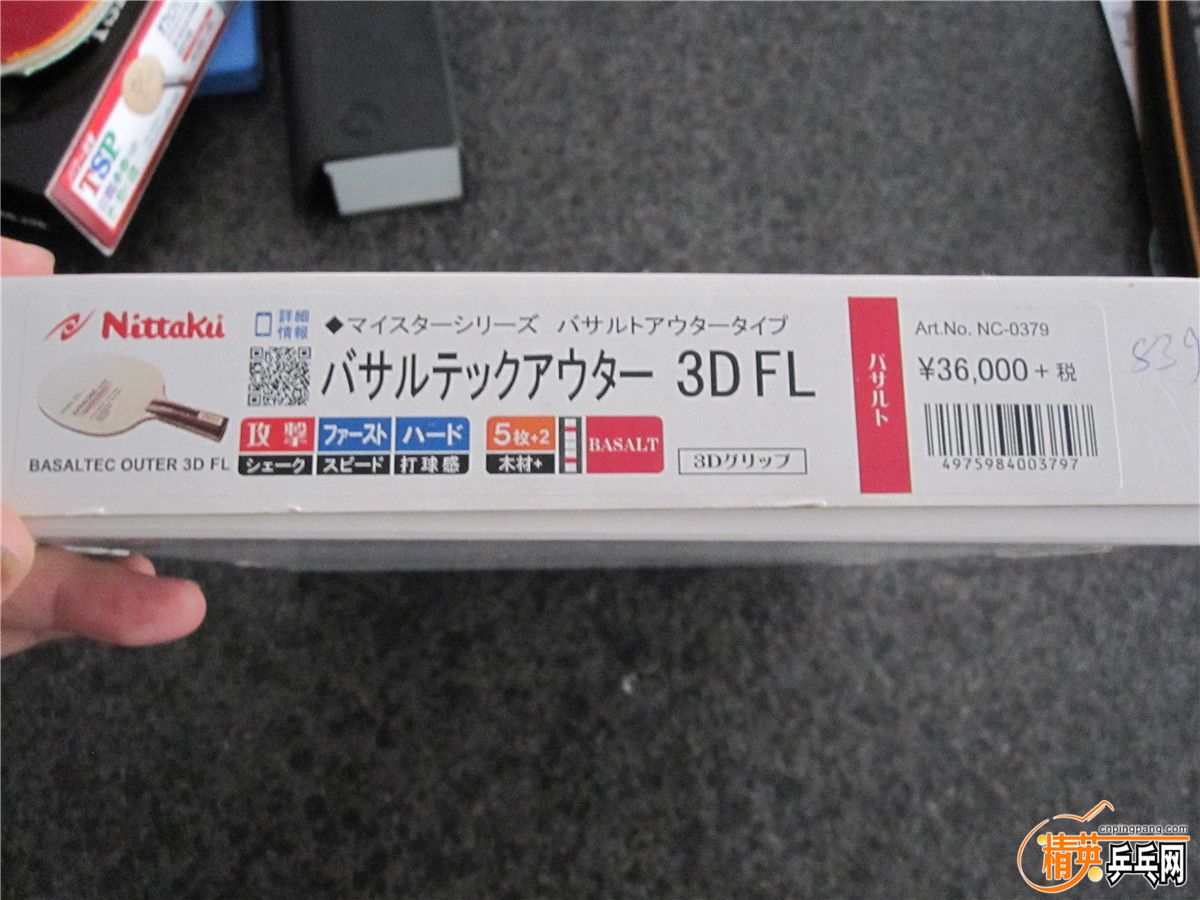 TSP
Nittaku
詳細
情報
◆マイスターシリーズ バサルトアウタータイプ
バサルテックアウター 3D FL
BASALTEC OUTER 3D FL
攻撃
シェーク
ファースト
スピード
ハード
打球感
5枚+2
木材+
BASALT
3Dグリップ
バサルト
Art.No. NC-0379
¥36,000 + 税
4975984003797
839
cnpingpang.com
精英乒乓网